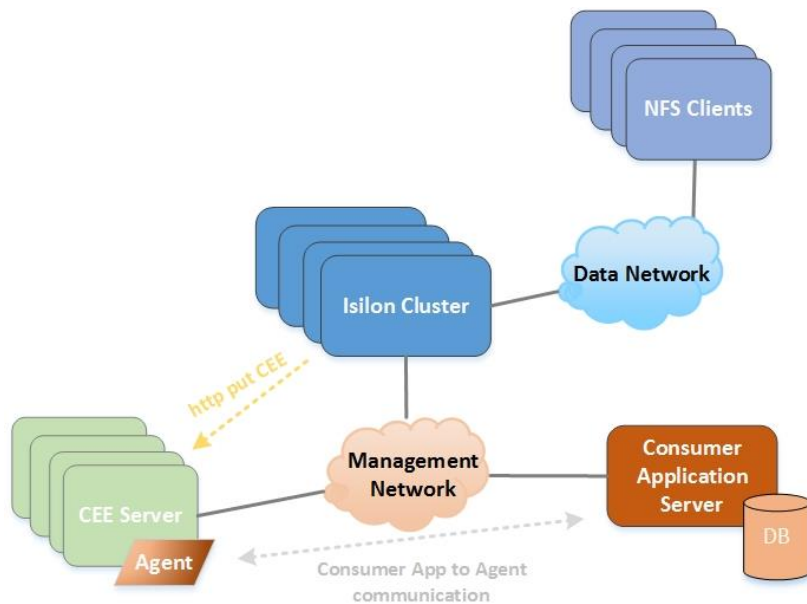 NFS Clients
Data Network
Isilon Cluster
http put CEE
Management
Network
Consumer
Application
Server
DB
CEE Server
Agent
Consumer App to Agent
communication